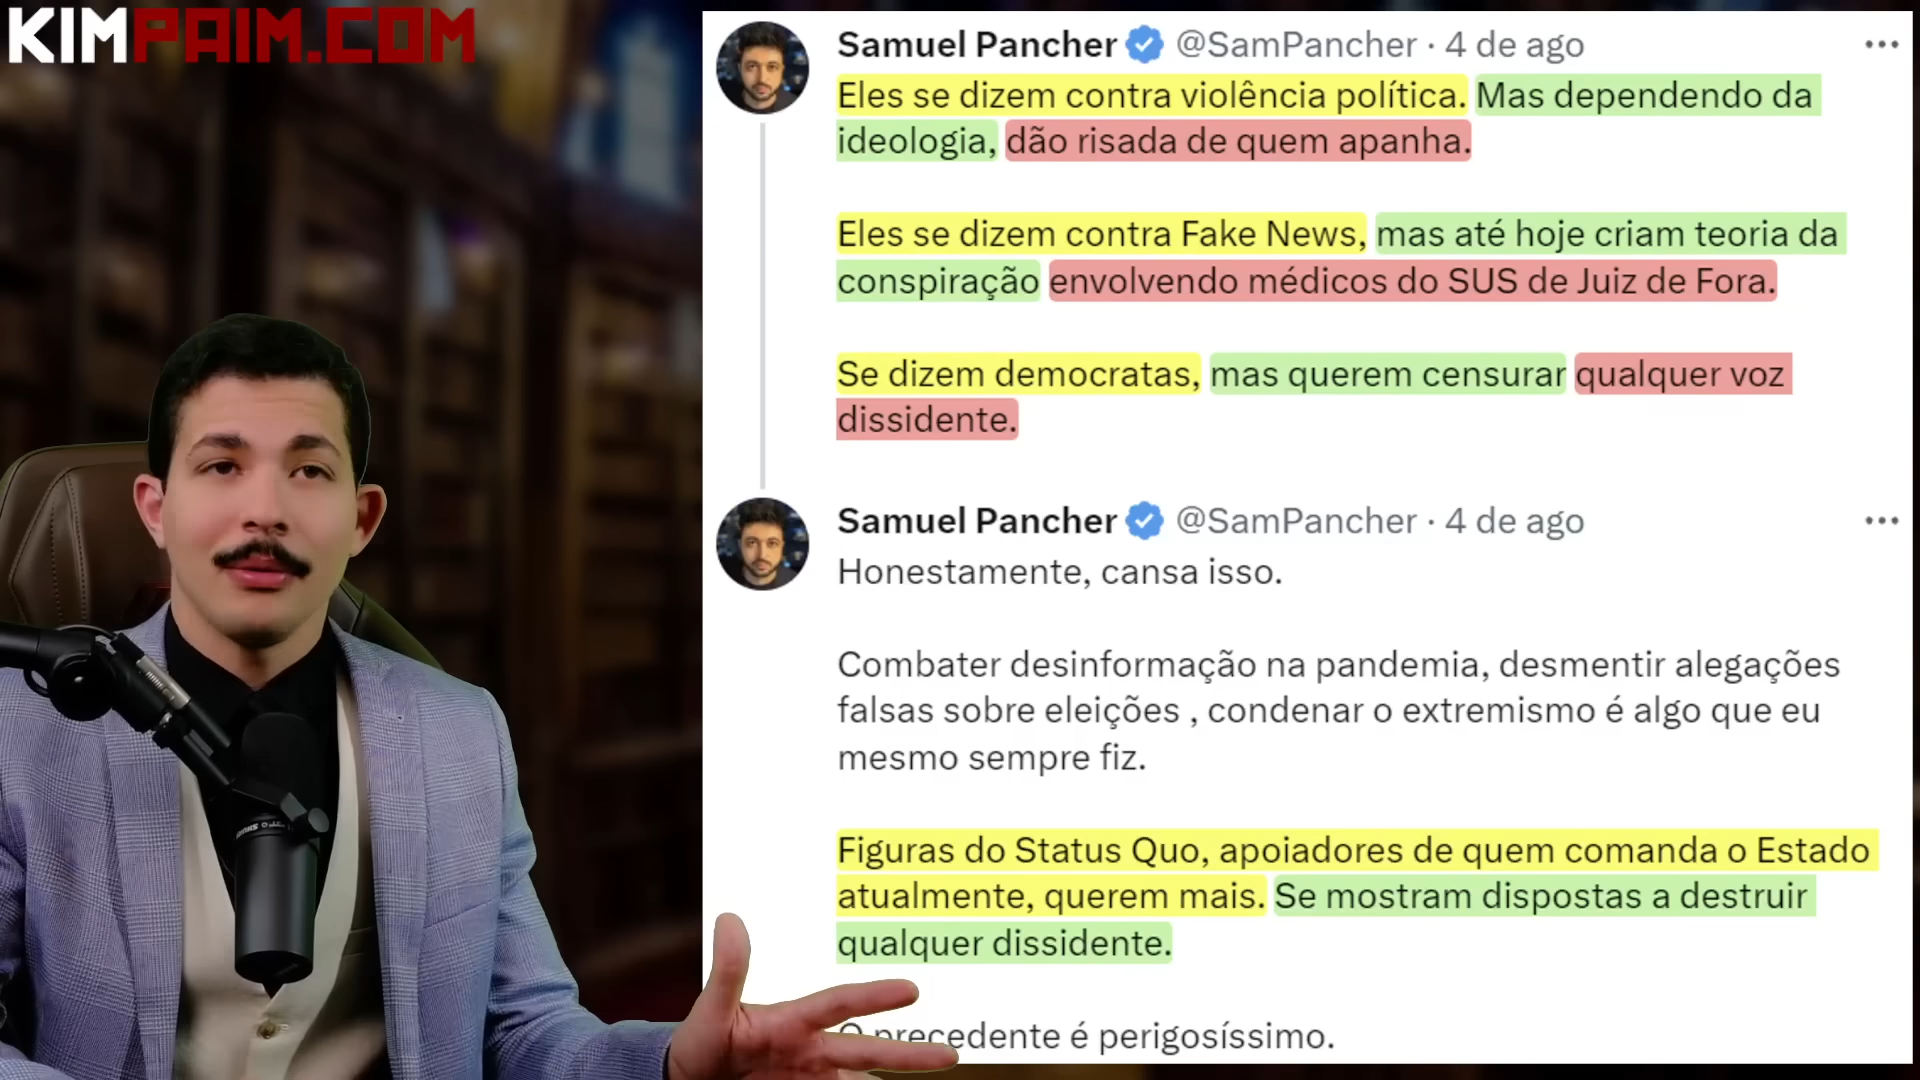 KIMPAIM.COM
Samuel Pancher @SamPancher · 4 de ago
Eles se dizem contra violência política. Mas dependendo da
ideologia, dão risada de quem apanha.
Eles se dizem contra Fake News, mas até hoje criam teoria da
conspiração envolvendo médicos do SUS de Juiz de Fora.
Se dizem democratas, mas querem censurar qualquer voz
dissidente.
Samuel Pancher @SamPancher · 4 de ago
Honestamente, cansa isso.
Combater desinformação na pandemia, desmentir alegações
falsas sobre eleições , condenar o extremismo é algo que eu
mesmo sempre fiz.
Figuras do Status Quo, apoiadores de quem comanda o Estado
atualmente, querem mais. Se mostram dispostas a destruir
qualquer dissidente.
O precedente é perigosíssimo.
SHURE